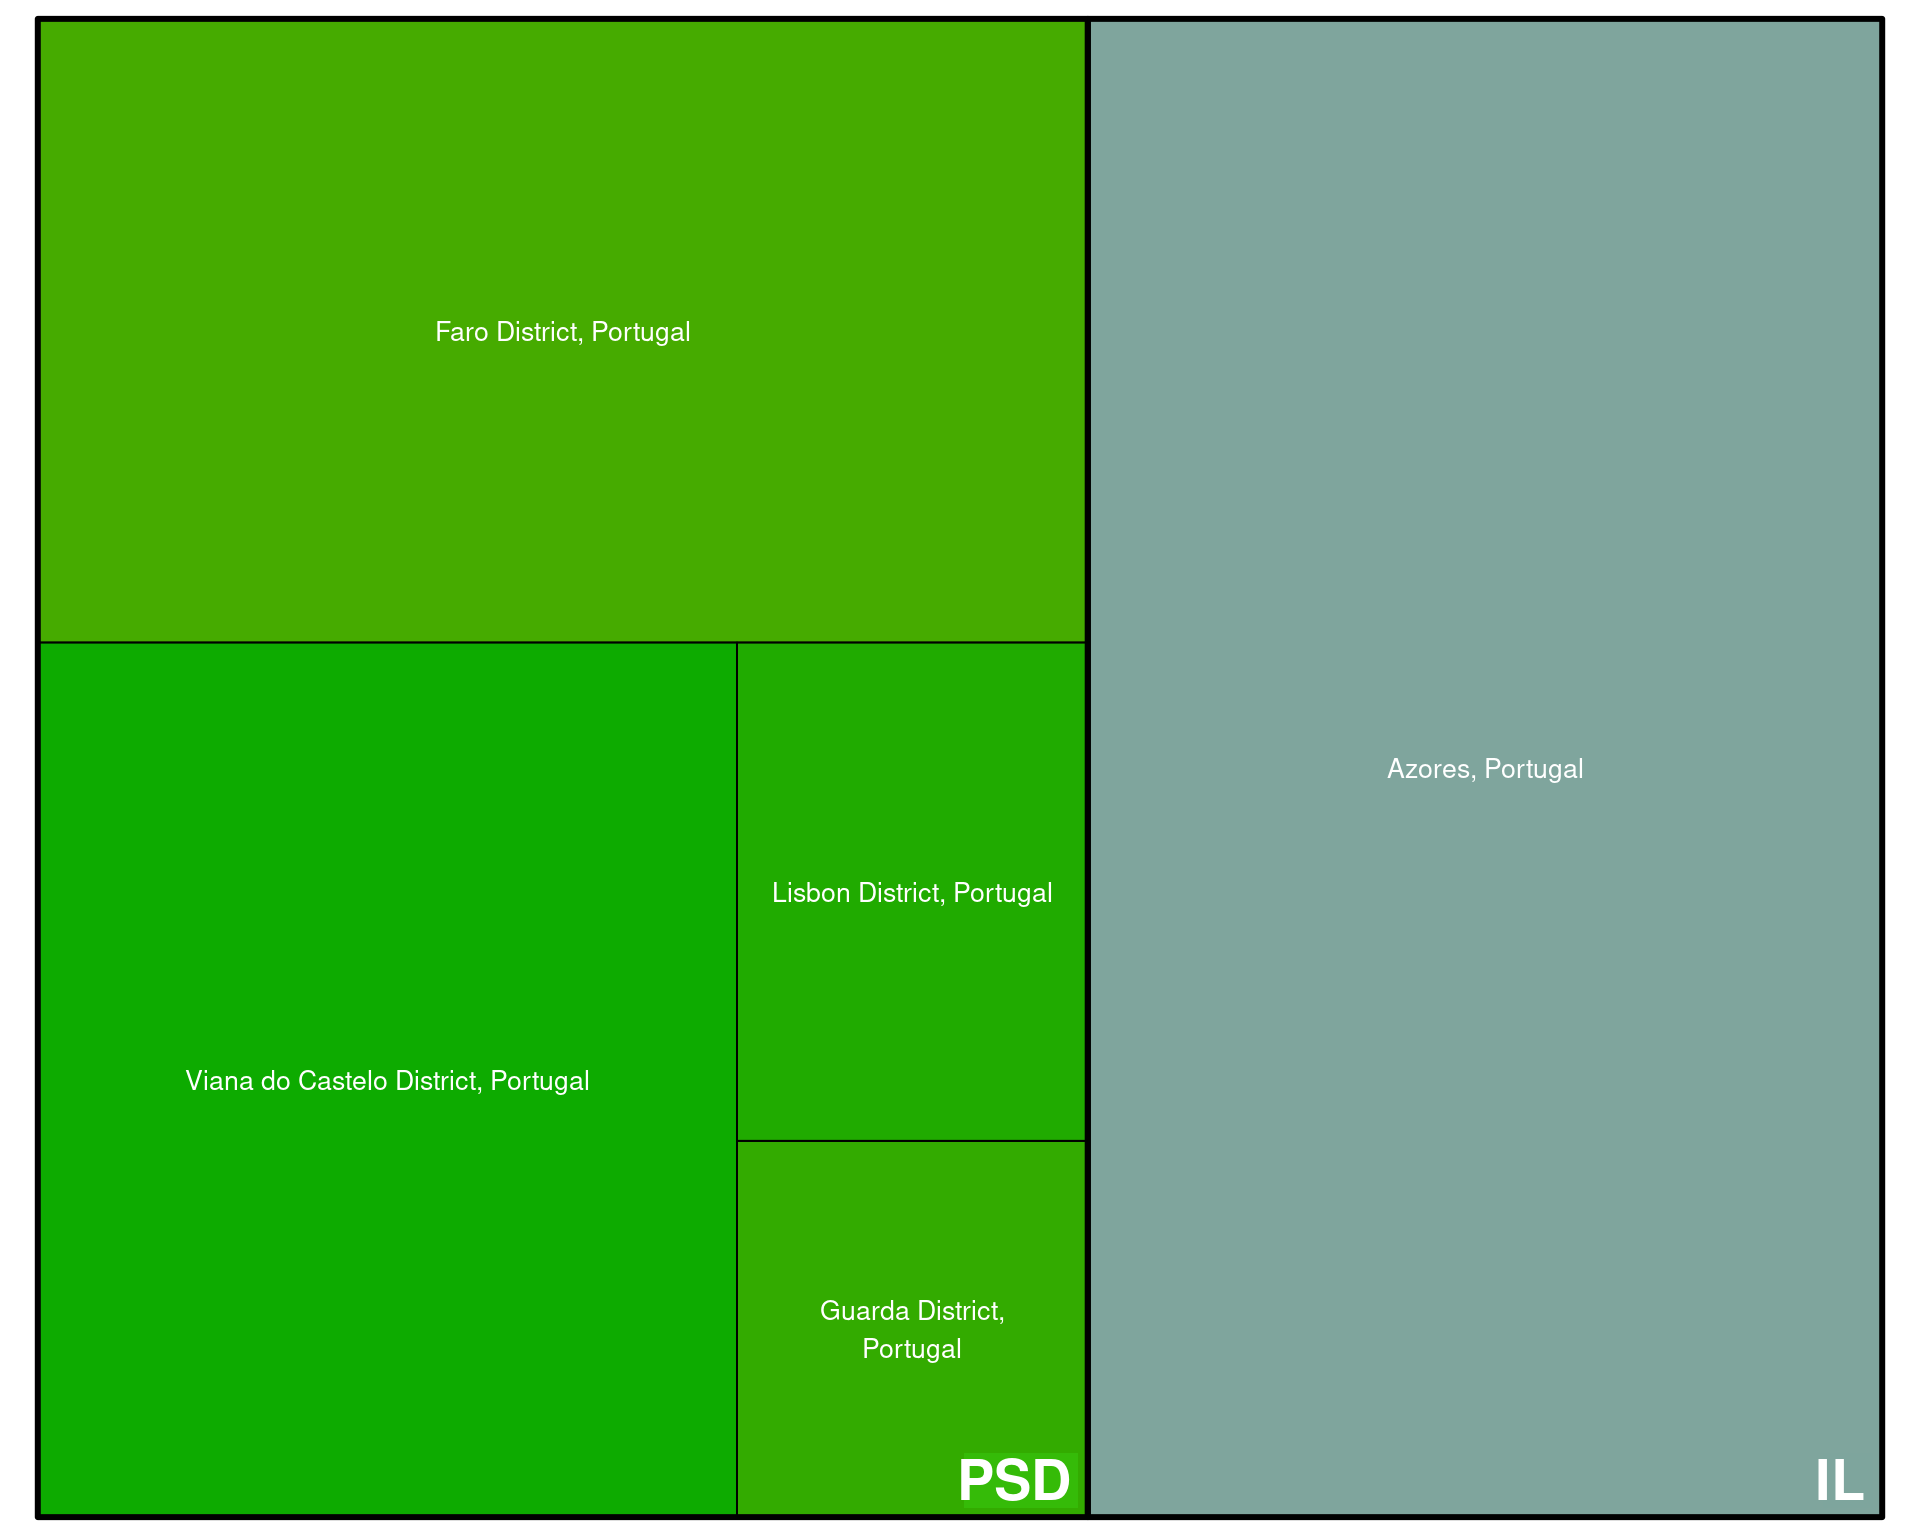 Faro District, Portugal
Viana do Castelo District, Portugal
Lisbon District, Portugal
Guarda District,
Portugal
PSD
Azores, Portugal
IL